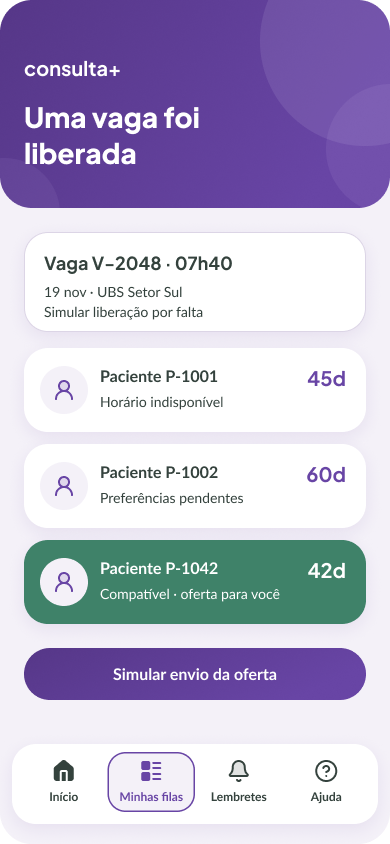 consulta+
Uma vaga foi
liberada
Vaga V-2048 · 07h40
19 nov · UBS Setor Sul
Simular liberação por falta
Paciente P-1001
45d
Horário indisponível
Paciente P-1002
60d
Preferências pendentes
Paciente P-1042
42d
Compatível · oferta para você
Simular envio da oferta
Início
Minhas filas
Lembretes
Ajuda